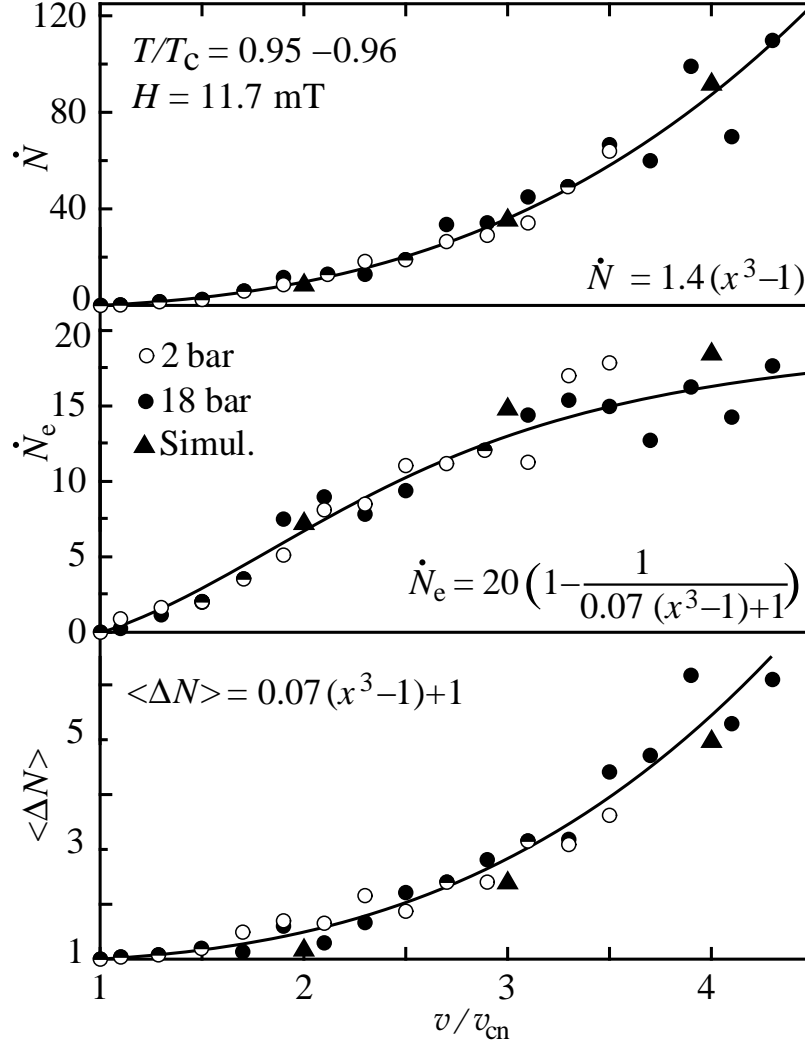 120
80
40
0
Ṅ
T/Tc = 0.95 –0.96
H = 11.7 mT
Ṅ = 1.4 (x³–1)
20
15
10
5
0
Ṅe
2 bar
18 bar
Simul.
Ṅe = 20 (1– 1 / 0.07 (x³–1)+1 )
5
3
1
<ΔN>
<ΔN> = 0.07 (x³–1)+1
1 2 3 4
v/vcn